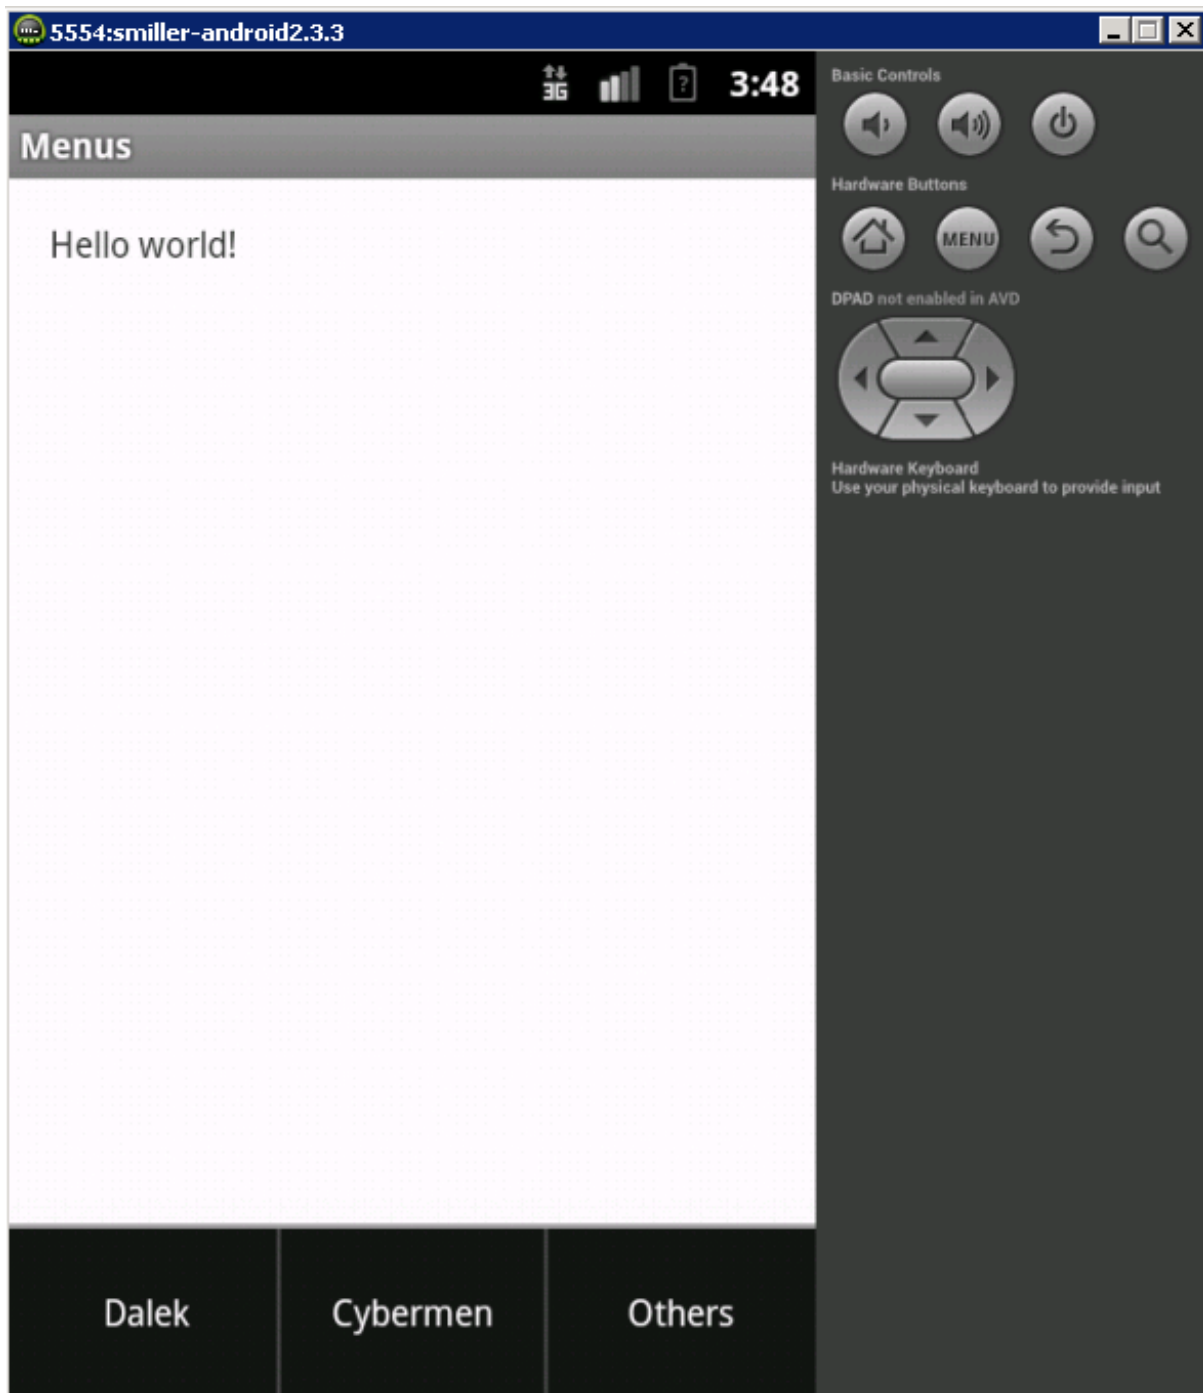 5554:smiller-android2.3.3
3G ? 3:48
Menus
Hello world!
Dalek Cybermen Others
Basic Controls
Hardware Buttons
MENU
DPAD not enabled in AVD
Hardware Keyboard
Use your physical keyboard to provide input